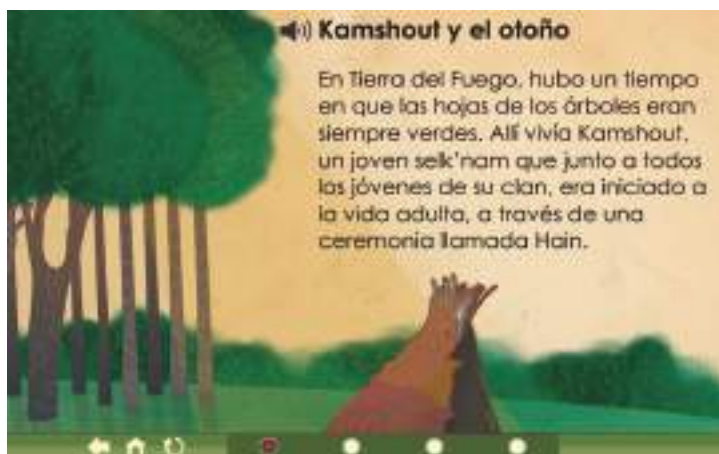 Kamshout y el otoño
En Tierra del Fuego, hubo un tiempo
en que las hojas de los árboles eran
siempre verdes. Allí vivía Kamshout,
un joven selk'nam que junto a todos
los jóvenes de su clan, era iniciado a
la vida adulta, a través de una
ceremonia llamada Hain.